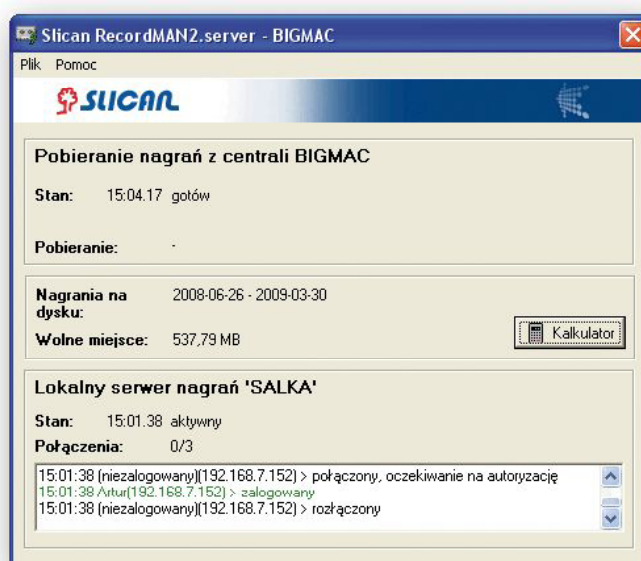 Slican RecordMAN2.server - BIGMAC
Plik Pomoc
SLICAN
Pobieranie nagrań z centrali BIGMAC
Stan: 15:04.17 gotów
Pobieranie: -
Nagrania na dysku: 2008-06-26 - 2009-03-30
Wolne miejsce: 537,79 MB
Kalkulator
Lokalny serwer nagrań 'SALKA'
Stan: 15:01.38 aktywny
Połączenia: 0/3
15:01:38 (niezalogowany)(192.168.7.152) > połączony, oczekiwanie na autoryzację
15:01:38 Artur(192.168.7.152) > zalogowany
15:01:38 (niezalogowany)(192.168.7.152) > rozłączony